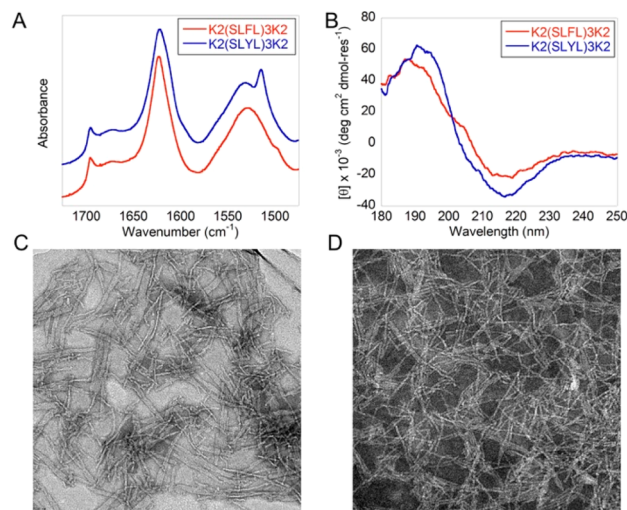 A
K2(SLFL)3K2
K2(SLYL)3K2
Absorbance
1700 1650 1600 1550 1500
Wavenumber (cm⁻¹)
B
K2(SLFL)3K2
K2(SLYL)3K2
[θ] x 10⁻³ (deg cm² dmol-res⁻¹)
80
60
40
20
0
-20
-40
180 190 200 210 220 230 240 250
Wavelength (nm)
C
D